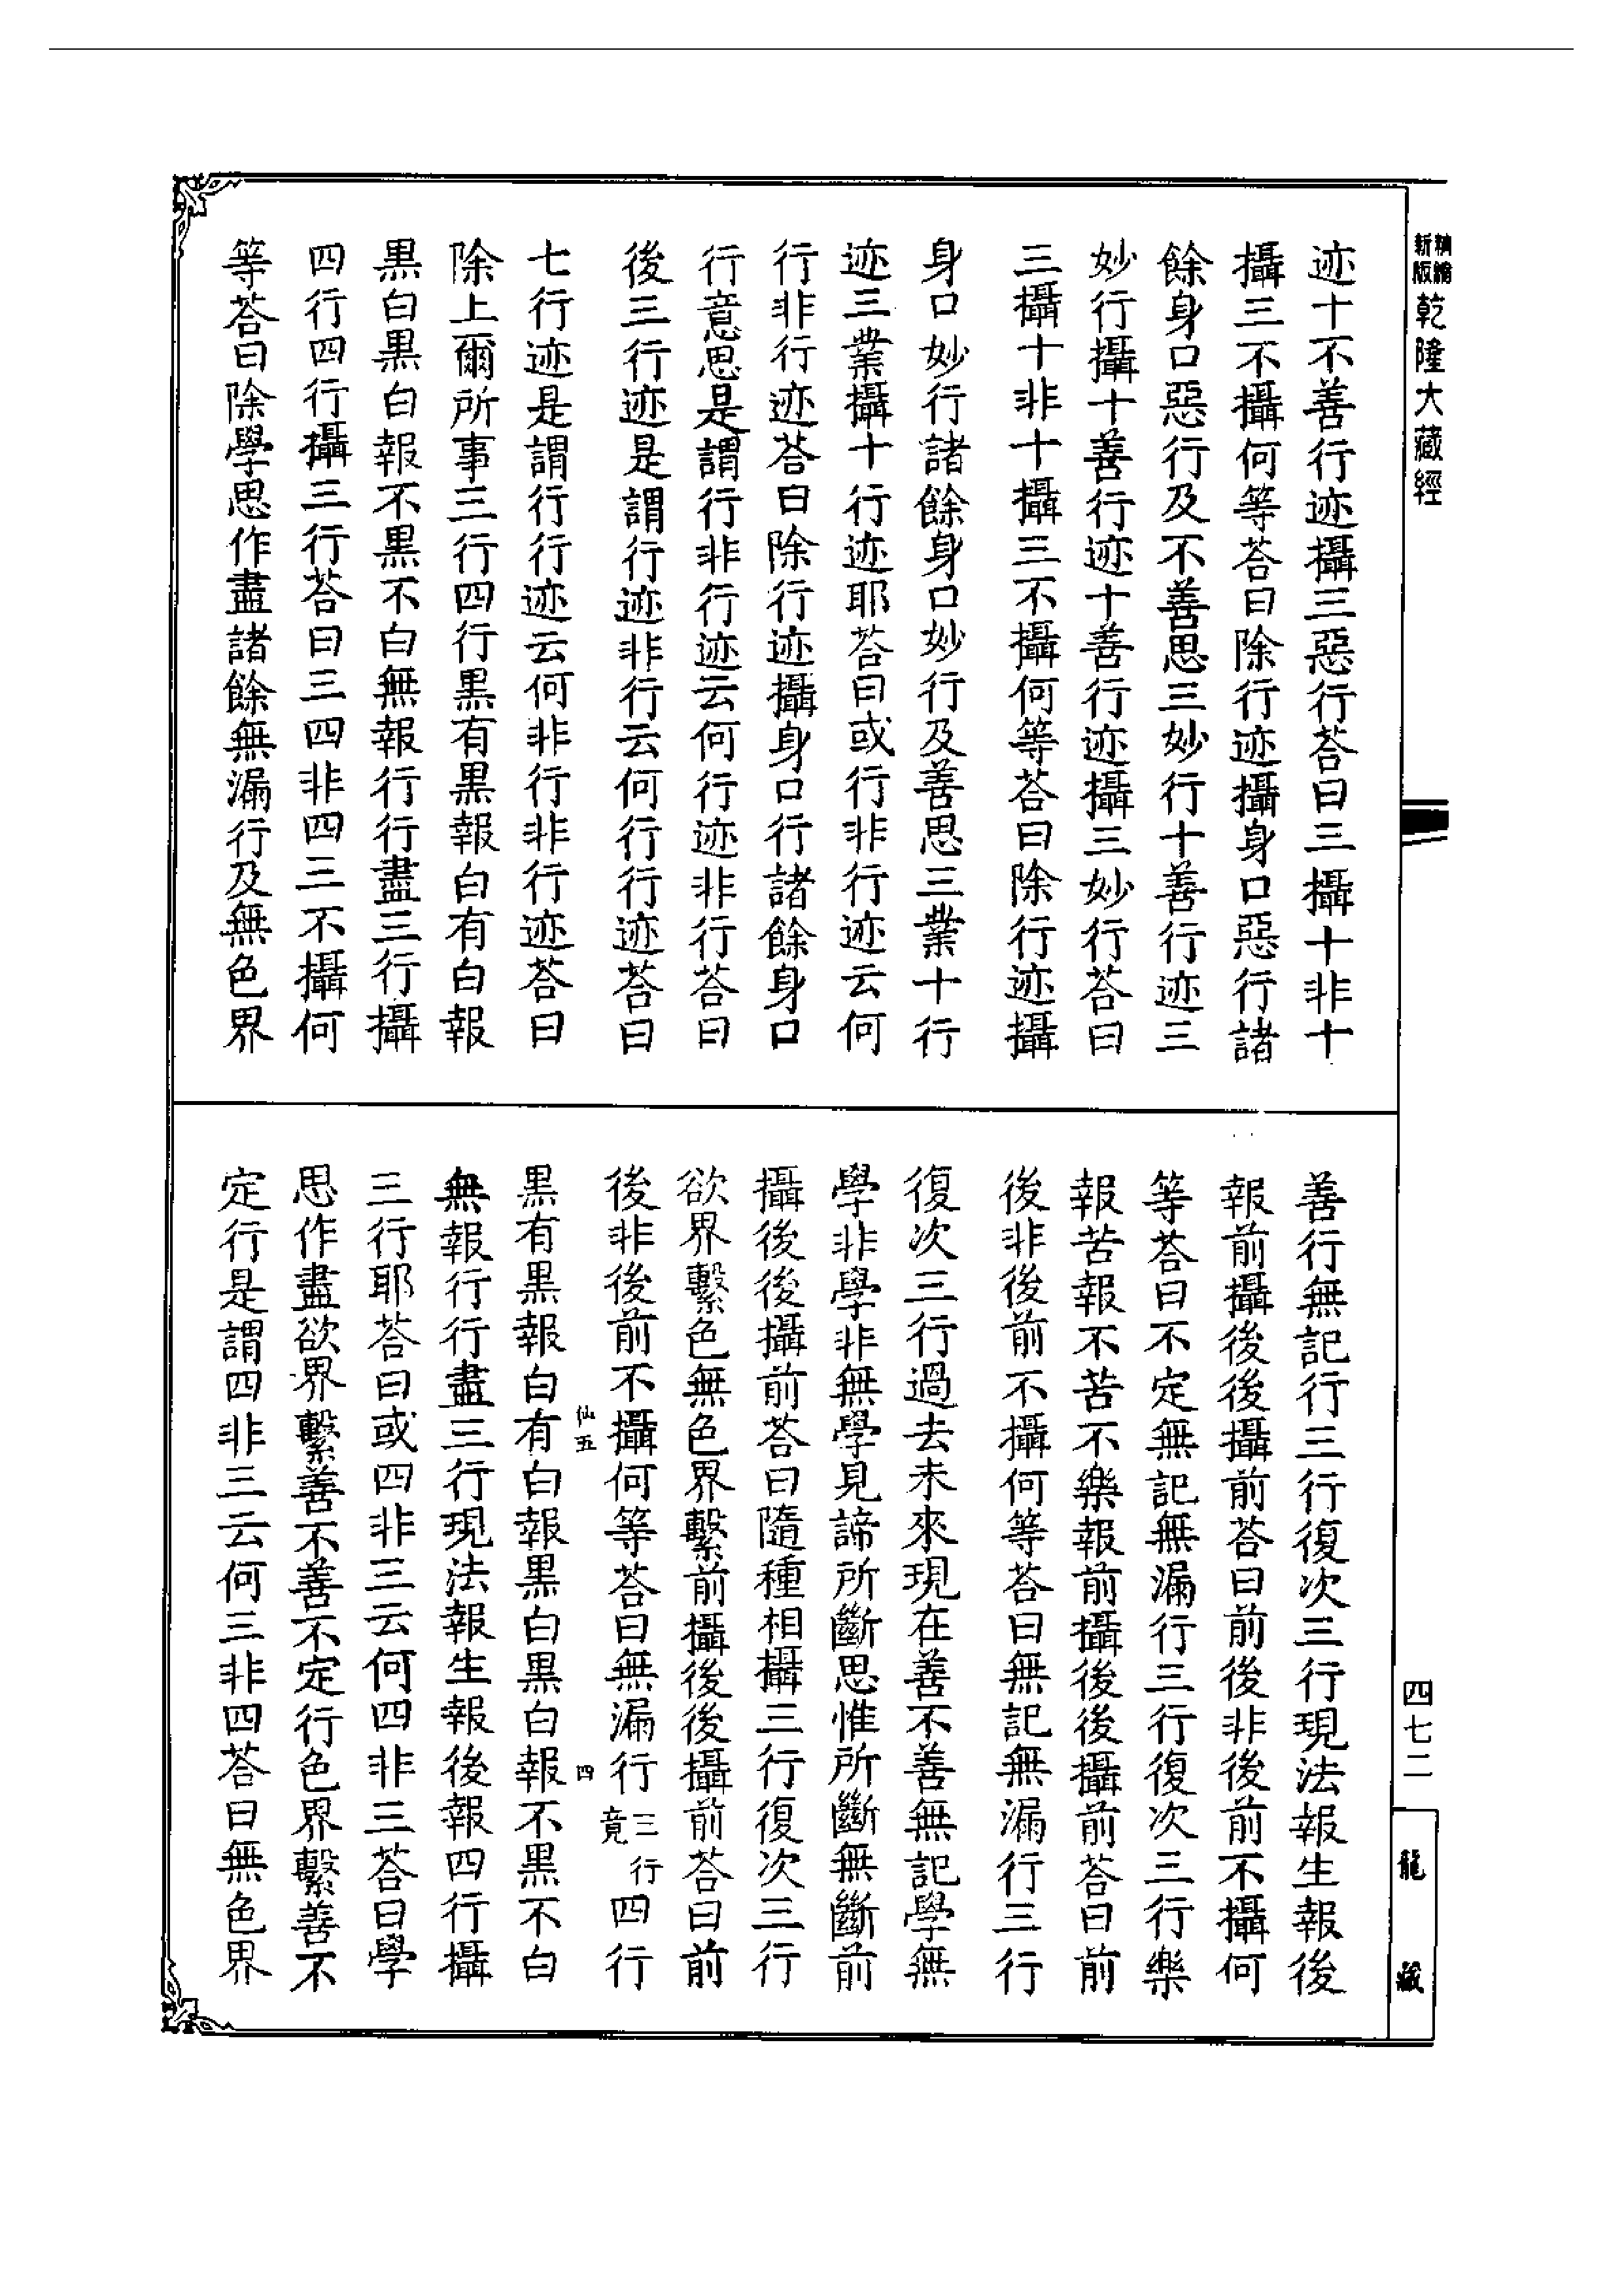 新版
精繪
乾隆大藏經
迹十不善行迹攝三惡行荅曰三攝十非十
攝三不攝何等荅曰除行迹攝身口惡行諸
餘身口惡行及不善思三妙行十善行迹三
妙行攝十善行迹十善行迹攝三妙行荅曰
三攝十非十攝三不攝何等荅曰除行迹攝
身口妙行諸餘身口妙行及善思三業十行
迹三業攝十行迹耶荅曰或行非行迹云何
行非行迹荅曰除行迹攝身口行諸餘身口
行意思是謂行非行迹云何行迹非行荅曰
後三行迹是謂行迹非行云何行行迹荅曰
七行迹是謂行行迹云何非行非行迹荅曰
除上爾所事三行四行黑有黑報白有白報
黑白黑白報不黑不白無報行行盡三行攝
四行四行攝三行荅曰三四非四三不攝何
等荅曰除學思作盡諸餘無漏行及無色界
善行無記行三行復次三行現法報生報後
報前攝後後攝前荅曰前後非後前不攝何
等荅曰不定無記無漏行三行復次三行樂
報苦報不苦不樂報前攝後後攝前荅曰前
後非後前不攝何等荅曰無記無漏行三行
復次三行過去未來現在善不善無記學無
學非學非無學見諦所斷思惟所斷無斷前
攝後後攝前荅曰隨種相攝三行復次三行
欲界繫色無色界繫前攝後後攝前荅曰前
後非後前不攝何等荅曰無漏行三行竟四行
仙五
四
黑有黑報白有白報黑白黑白報不黑不白
無報行行盡三行現法報生報後報四行攝
三行耶荅曰或四非三云何四非三荅曰學
思作盡欲界繫善不善不定行色界繫善不
定行是謂四非三云何三非四荅曰無色界
四七二
龍藏